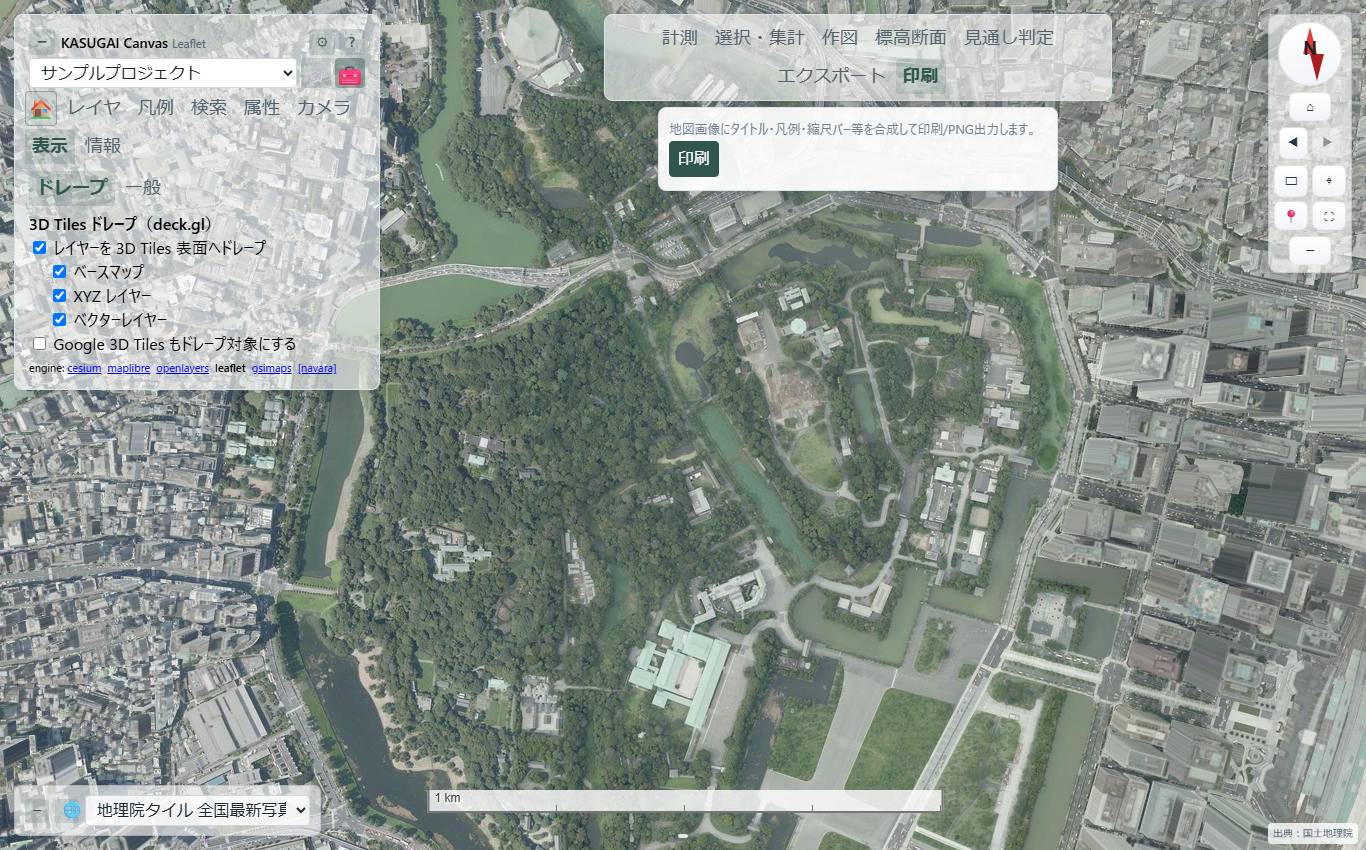 KASUGAI Canvas Leaflet
?
サンプルプロジェクト
レイヤ 凡例 検索 属性 カメラ
表示 情報
ドレープ 一般
3D Tiles ドレープ（deck.gl）
レイヤーを 3D Tiles 表面へドレープ
ベースマップ
XYZ レイヤー
ベクターレイヤー
Google 3D Tiles もドレープ対象にする
engine: cesium maplibre openlayers leaflet gsimaps [navara]
計測 選択・集計 作図 標高断面 見通し判定
エクスポート 印刷
地図画像にタイトル・凡例・縮尺バー等を合成して印刷/PNG出力します。
印刷
N
地理院タイル 全国最新写真
1 km
出典：国土地理院